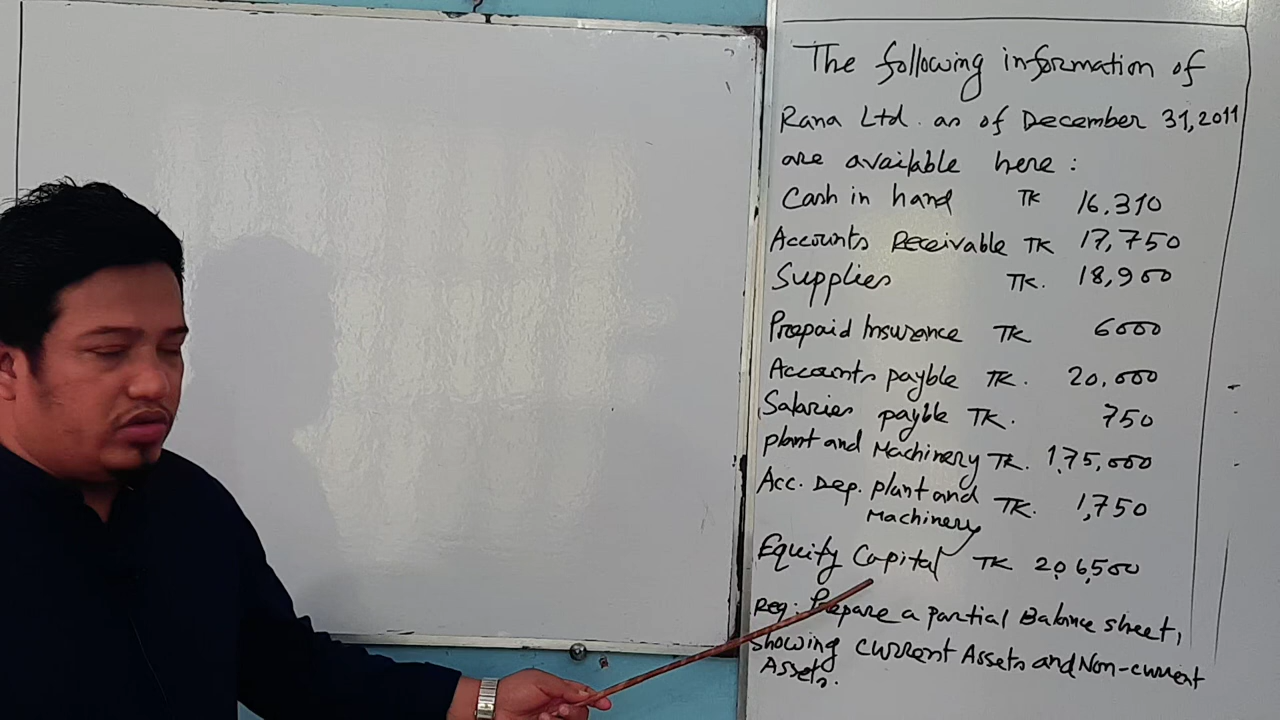 The following information of
Rana Ltd. as of December 31, 2011
are available here :
Cash in hand TK 16,310
Accounts Receivable TK 17,750
Supplies TK. 18,900
Prepaid Insurance TK 6000
Accounts payble TK. 20,000
Salaries payble TK. 750
plant and Machinery TK. 1,75,000
Acc. Dep. plant and TK. 1,750
Machinery
Equity Capital TK 2,06,500
Req: Prepare a partial Balance sheet,
showing current Assets and Non-current
Assets.